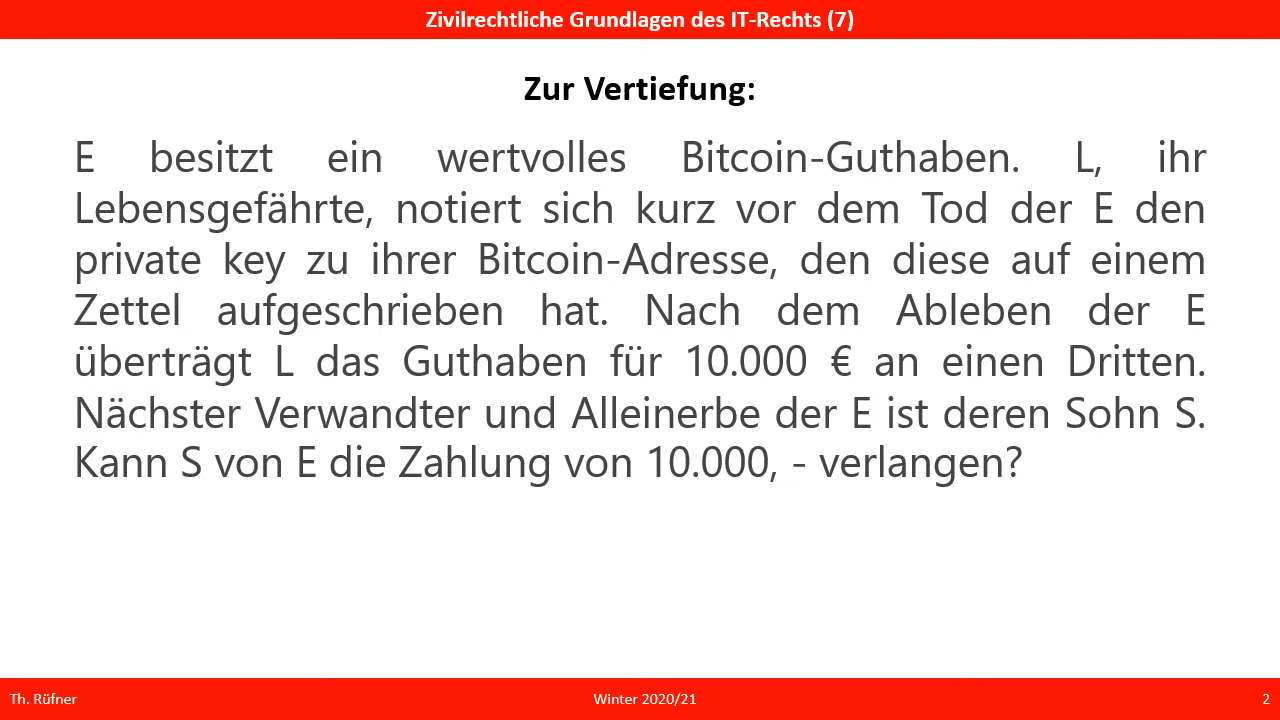 Zivilrechtliche Grundlagen des IT-Rechts (7)
Zur Vertiefung:
E besitzt ein wertvolles Bitcoin-Guthaben. L, ihr
Lebensgefährte, notiert sich kurz vor dem Tod der E den
private key zu ihrer Bitcoin-Adresse, den diese auf einem
Zettel aufgeschrieben hat. Nach dem Ableben der E
überträgt L das Guthaben für 10.000 € an einen Dritten.
Nächster Verwandter und Alleinerbe der E ist deren Sohn S.
Kann S von E die Zahlung von 10.000, - verlangen?
Th. Rüfner
Winter 2020/21
2